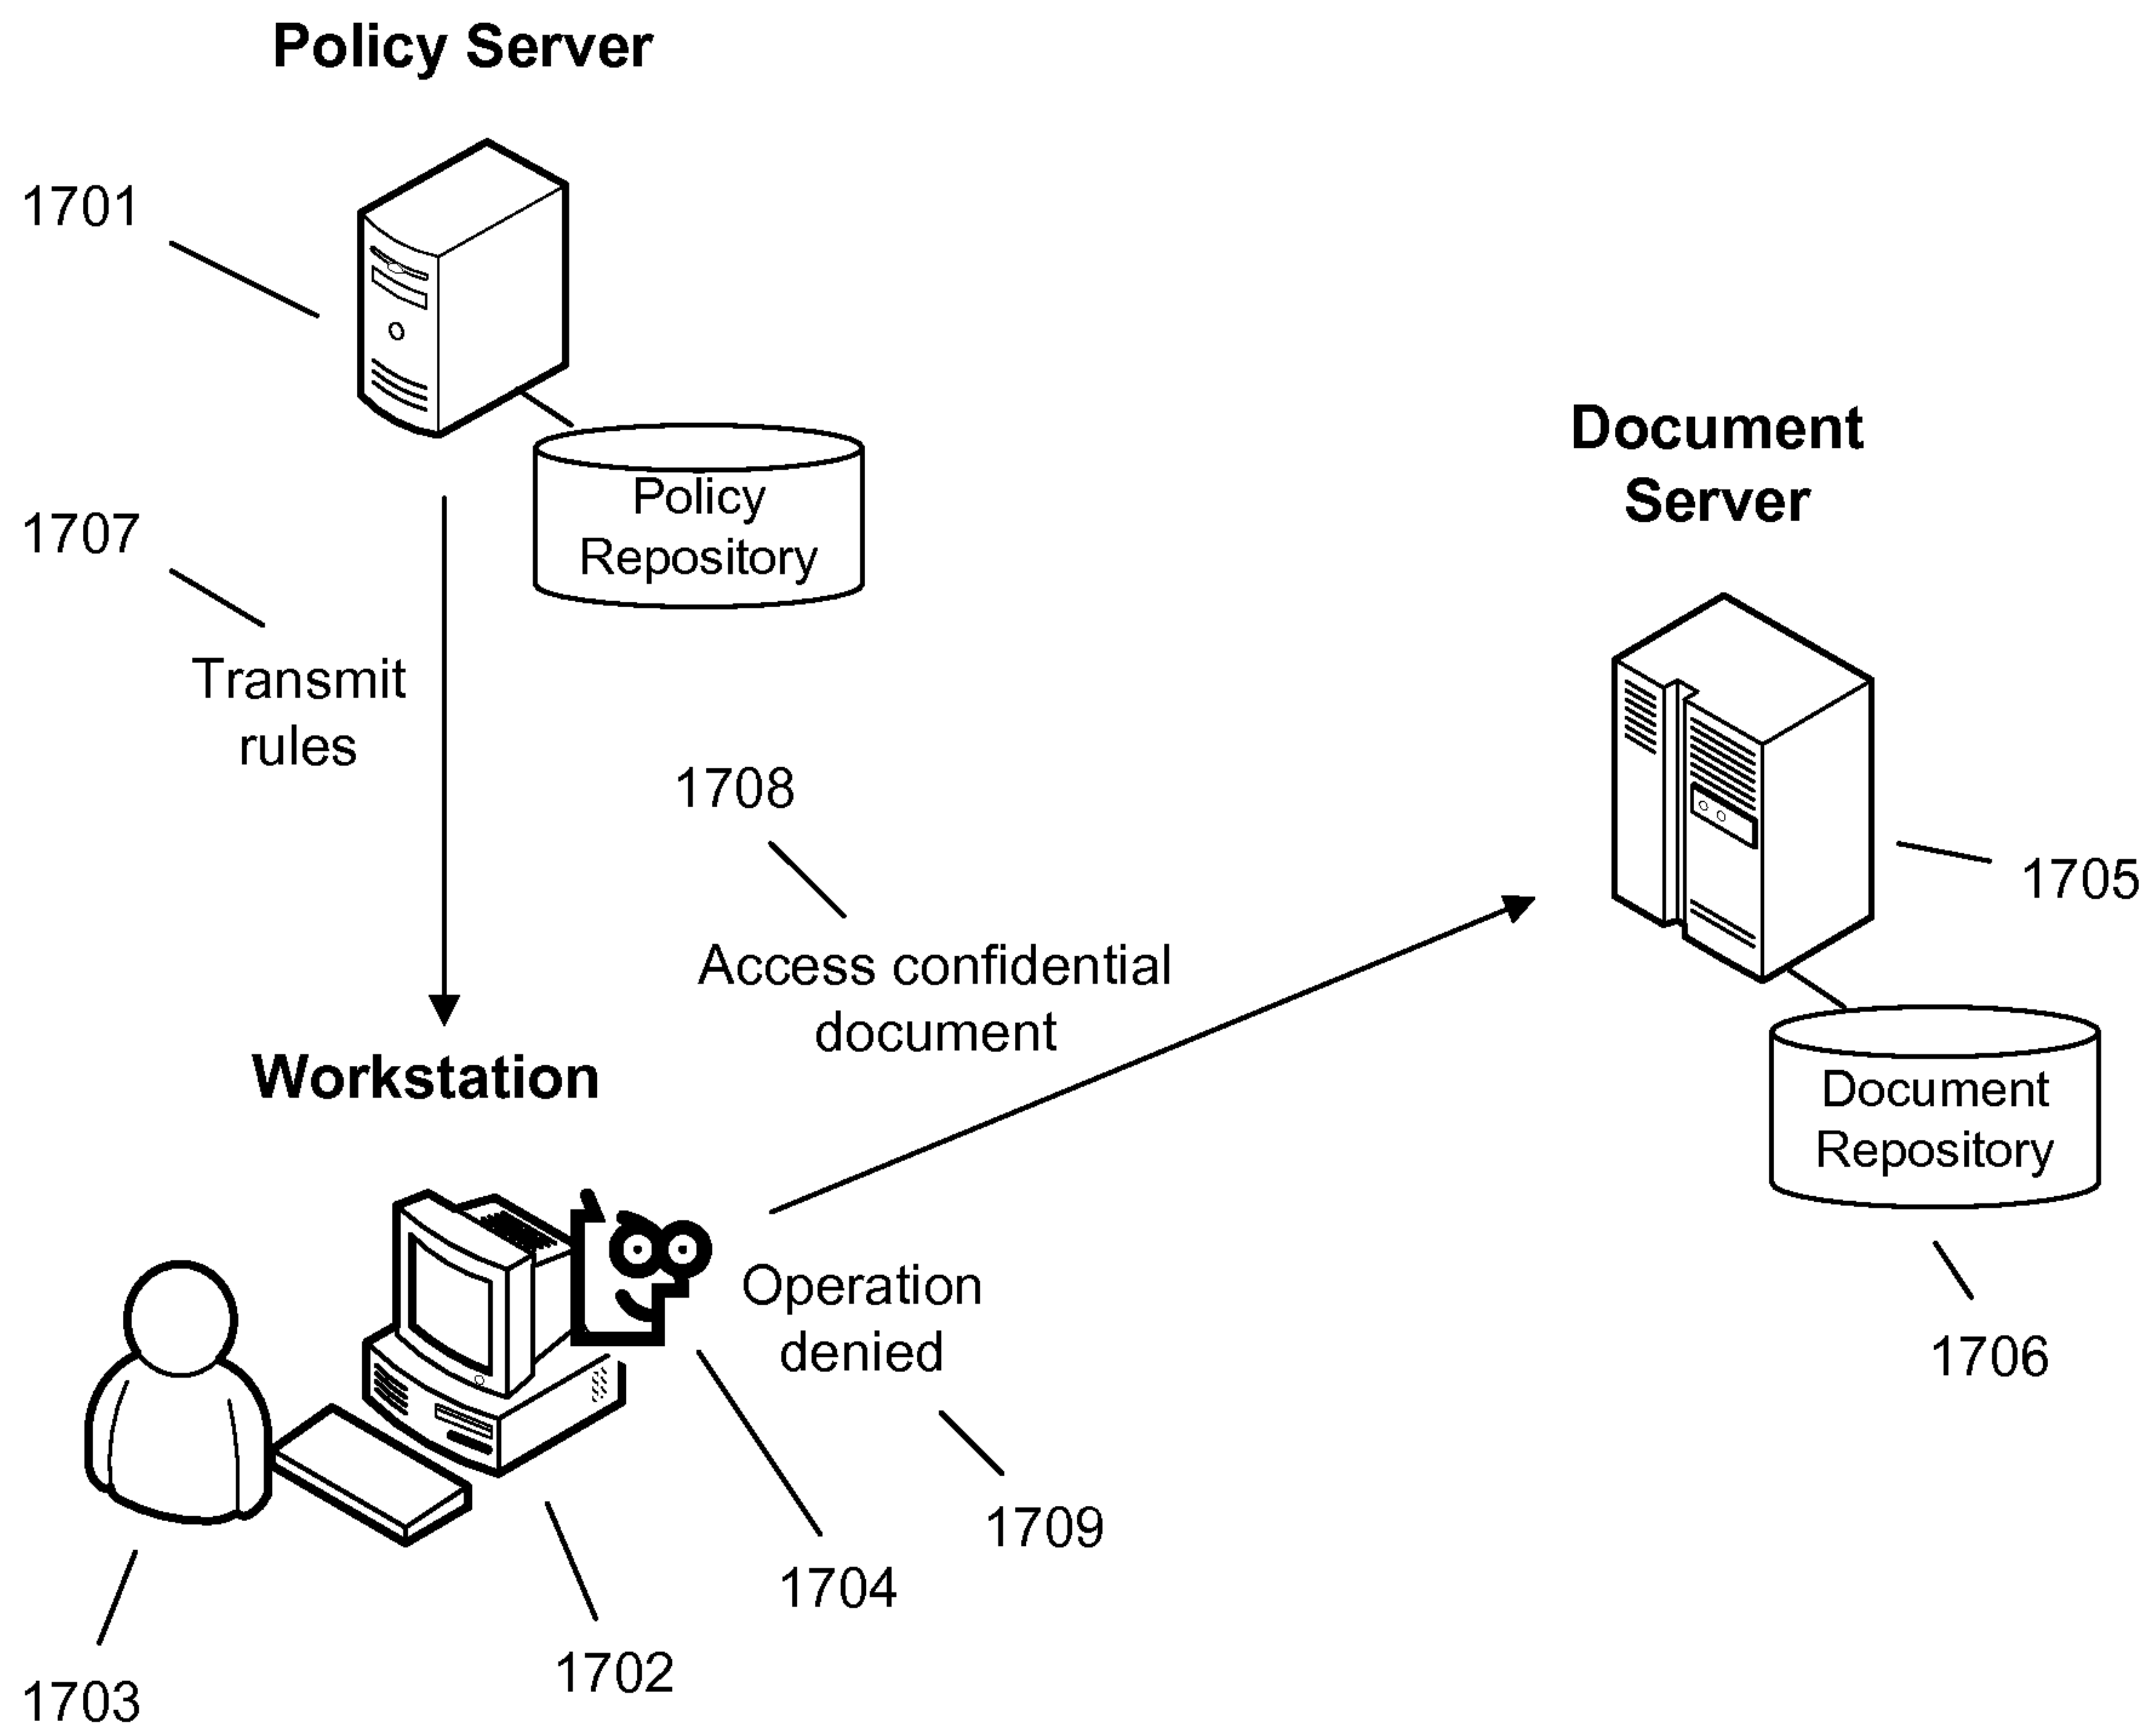 Policy Server
1701
Policy
Repository
1707
Transmit
rules
Document
Server
1708
1705
Access confidential
document
Workstation
Document
Repository
Operation
denied
1706
1709
1704
1702
1703